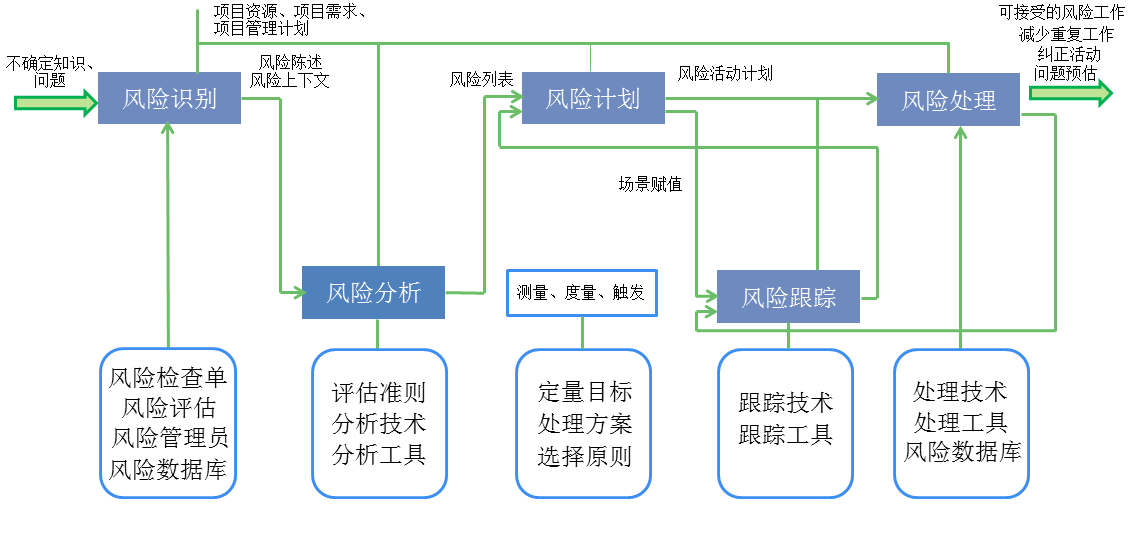 项目资源、项目需求、
项目管理计划
可接受的风险工作
减少重复工作
纠正活动
问题预估
不确定知识、
问题
风险陈述
风险上下文
风险列表
风险活动计划
风险识别
风险计划
风险处理
场景赋值
风险分析
测量、度量、触发
风险跟踪
风险检查单
风险评估
风险管理员
风险数据库
评估准则
分析技术
分析工具
定量目标
处理方案
选择原则
跟踪技术
跟踪工具
处理技术
处理工具
风险数据库